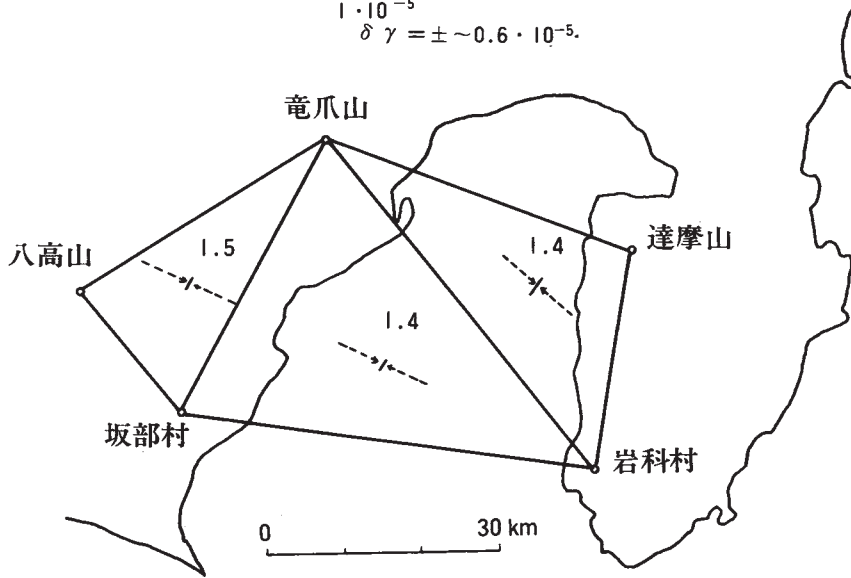 1・10⁻⁵
δ γ = ± ~0.6・10⁻⁵.
竜爪山
達摩山
八高山
1.5
1.4
1.4
坂部村
岩科村
0 30 km